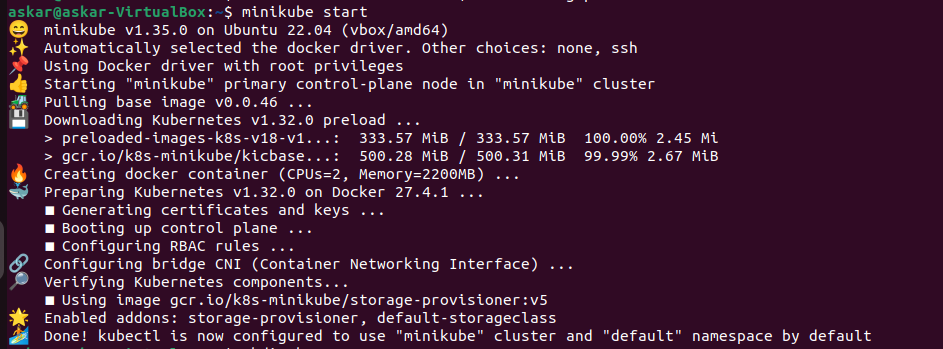 askar@askar-VirtualBox:~$ minikube start
😄 minikube v1.35.0 on Ubuntu 22.04 (vbox/amd64)
✨ Automatically selected the docker driver. Other choices: none, ssh
📌 Using Docker driver with root privileges
👍 Starting "minikube" primary control-plane node in "minikube" cluster
🚜 Pulling base image v0.0.46 ...
💾 Downloading Kubernetes v1.32.0 preload ...
> preloaded-images-k8s-v18-v1...: 333.57 MiB / 333.57 MiB 100.00% 2.45 Mi
> gcr.io/k8s-minikube/kicbase...: 500.28 MiB / 500.31 MiB 99.99% 2.67 MiB
🔥 Creating docker container (CPUs=2, Memory=2200MB) ...
🐳 Preparing Kubernetes v1.32.0 on Docker 27.4.1 ...
▪ Generating certificates and keys ...
▪ Booting up control plane ...
▪ Configuring RBAC rules ...
🔗 Configuring bridge CNI (Container Networking Interface) ...
🔎 Verifying Kubernetes components...
▪ Using image gcr.io/k8s-minikube/storage-provisioner:v5
🌟 Enabled addons: storage-provisioner, default-storageclass
🏄 Done! kubectl is now configured to use "minikube" cluster and "default" namespace by default